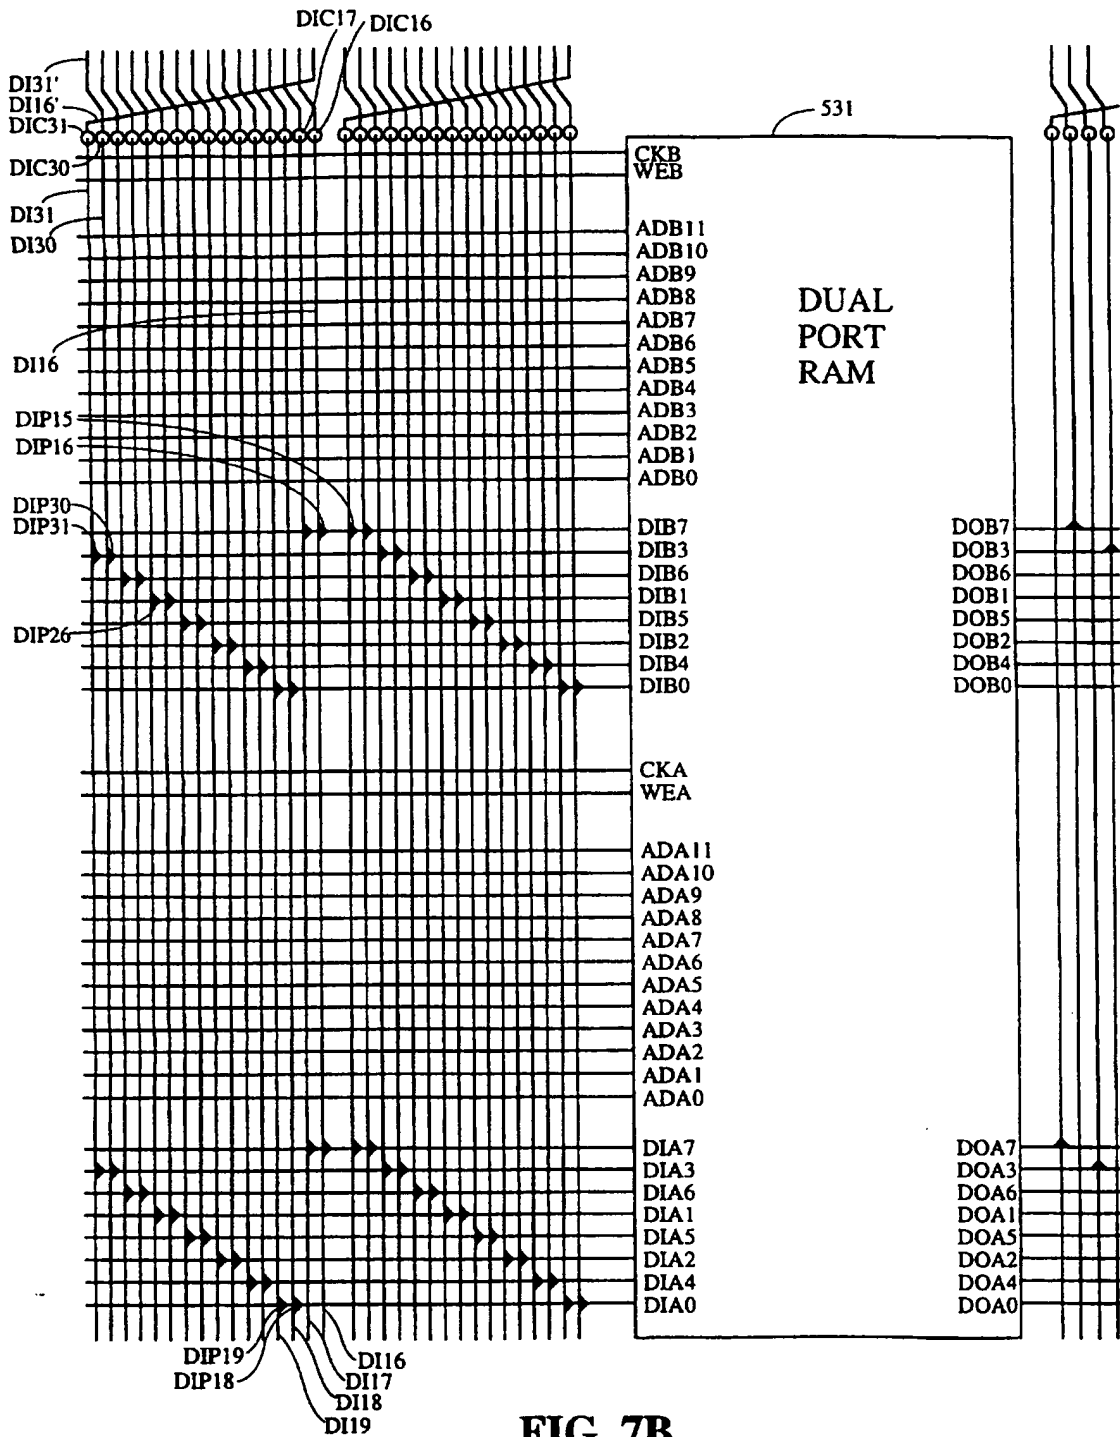 DIC17
DIC16
DI31'
DI16'
DIC31
DIC30
DI31
DI30
DI16
DIP15
DIP16
DIP30
DIP31
DIP26
531
CKB
WEB
ADB11
ADB10
ADB9
ADB8
ADB7
ADB6
ADB5
ADB4
ADB3
ADB2
ADB1
ADB0
DUAL
PORT
RAM
DIB7
DIB3
DIB6
DIB1
DIB5
DIB2
DIB4
DIB0
DOB7
DOB3
DOB6
DOB1
DOB5
DOB2
DOB4
DOB0
CKA
WEA
ADA11
ADA10
ADA9
ADA8
ADA7
ADA6
ADA5
ADA4
ADA3
ADA2
ADA1
ADA0
DIA7
DIA3
DIA6
DIA1
DIA5
DIA2
DIA4
DIA0
DOA7
DOA3
DOA6
DOA1
DOA5
DOA2
DOA4
DOA0
DIP19
DIP18
DI16
DI17
DI18
DI19
FIG. 7B